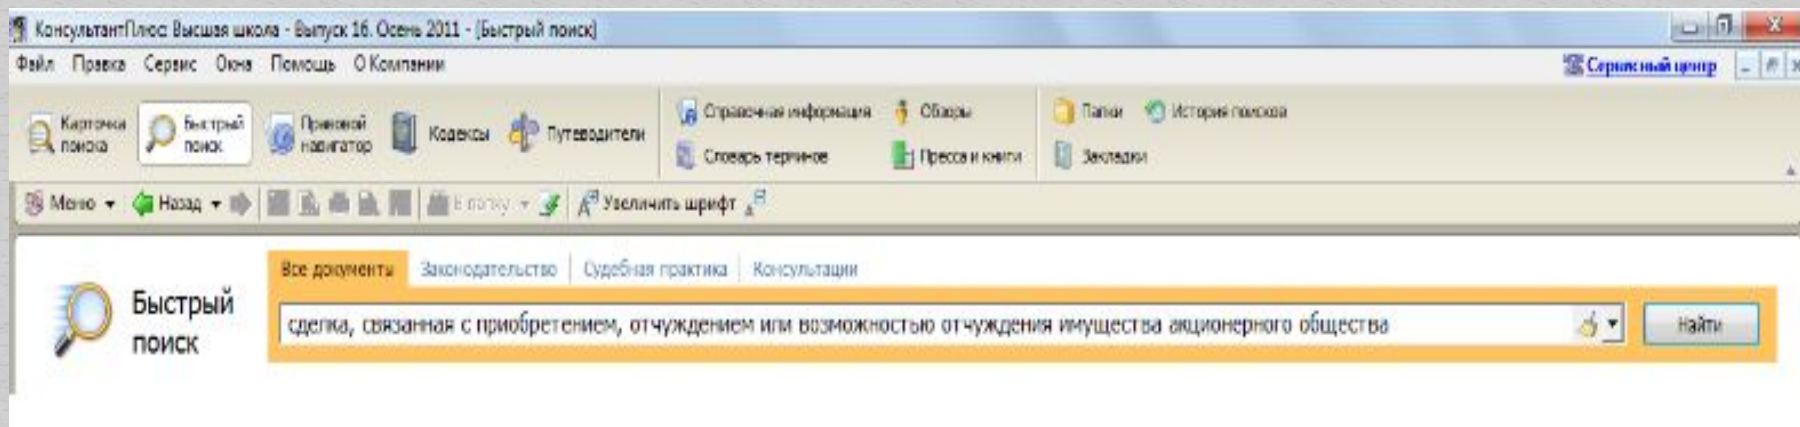 КонсультантПлюс: Высшая школа - Выпуск 16. Осень 2011 - [Быстрый поиск]
Файл Правка Сервис Окна Помощь О Компании Сервисный центр
Карточка поиска Быстрый поиск Правовой навигатор Кодексы Путеводители Справочная информация Обзоры Папки История поисков
Словарь терминов Пресса и книги Закладки
Меню Назад В папку Увеличить шрифт
Все документы Законодательство Судебная практика Консультации
Быстрый
поиск
сделка, связанная с приобретением, отчуждением или возможностью отчуждения имущества акционерного общества Найти